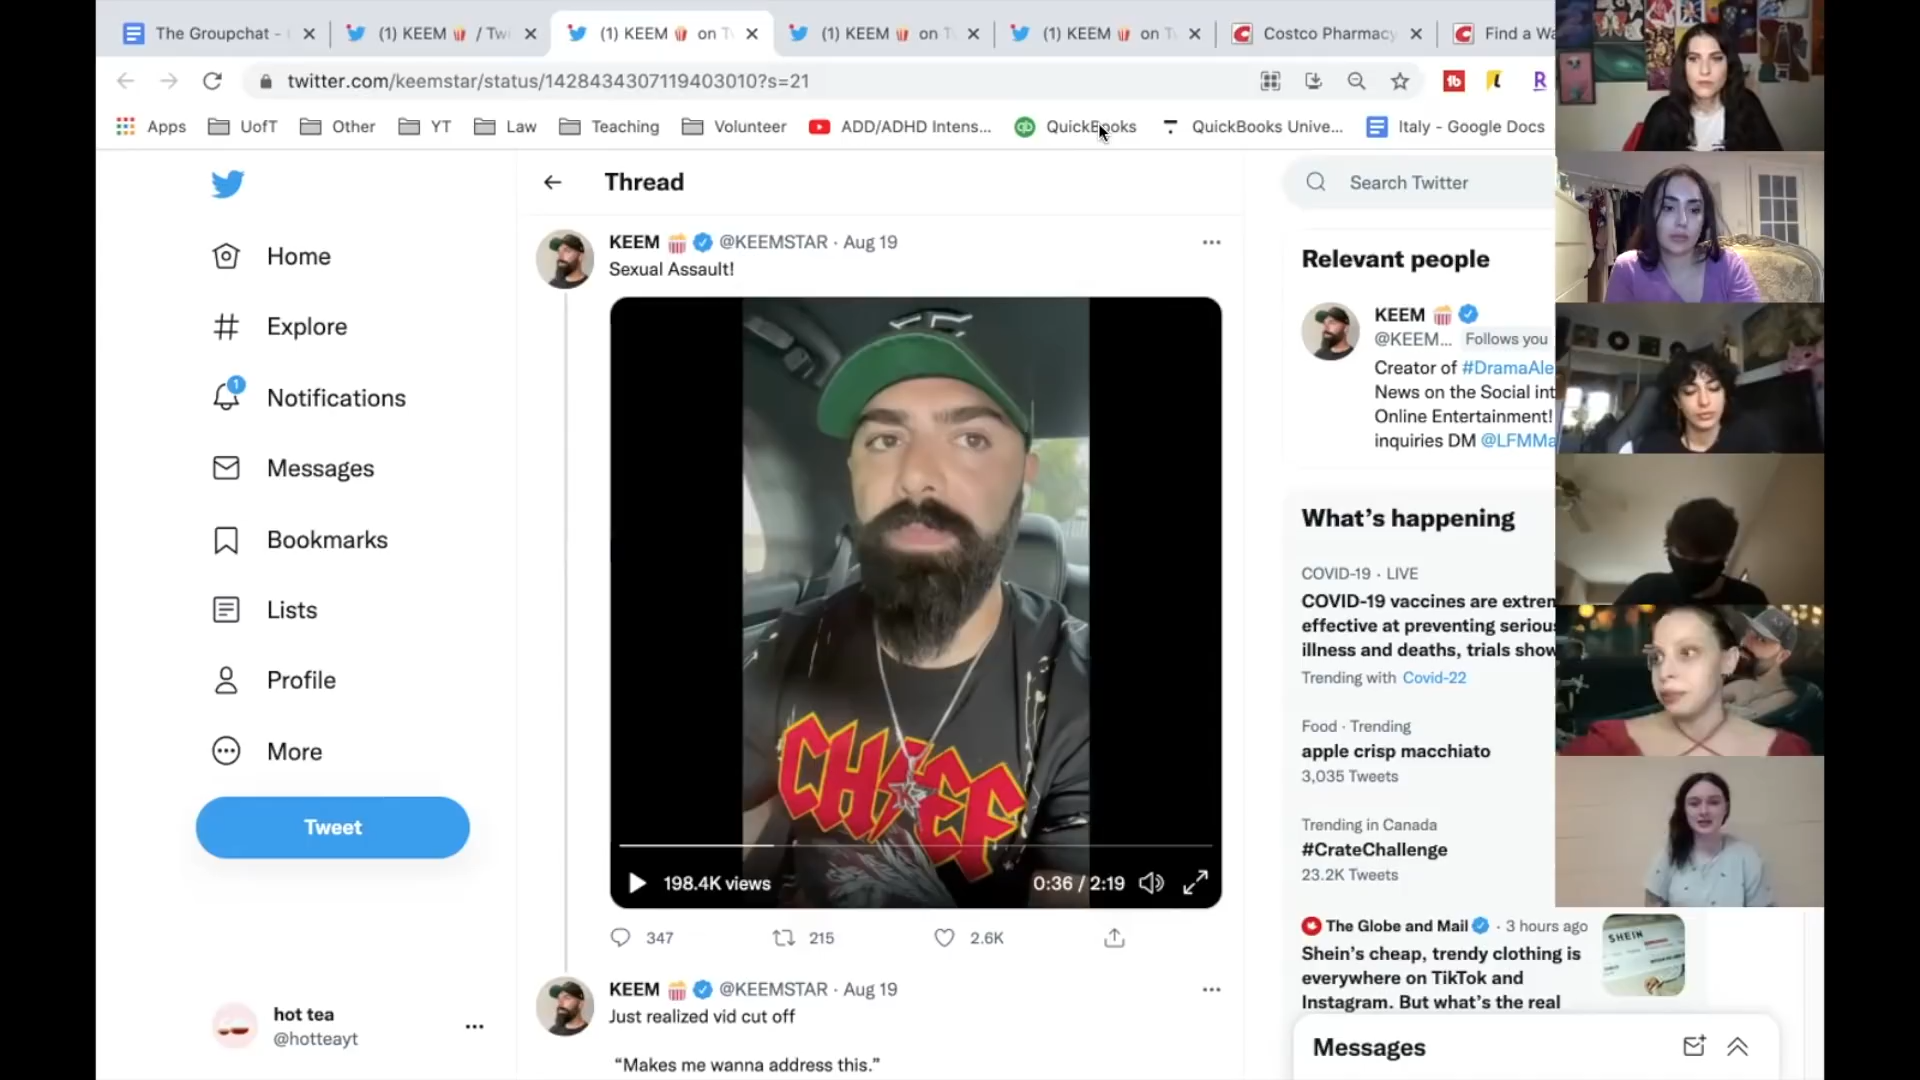 The Groupchat -
(1) KEEM 🍿 / Tw
(1) KEEM 🍿 on T
(1) KEEM 🍿 on T
(1) KEEM 🍿 on T
Costco Pharmacy
Find a Wa
twitter.com/keemstar/status/1428434307119403010?s=21
Apps
UofT
Other
YT
Law
Teaching
Volunteer
ADD/ADHD Intens...
QuickBooks
QuickBooks Unive...
Italy - Google Docs
Home
Explore
1
Notifications
Messages
Bookmarks
Lists
Profile
More
Tweet
hot tea
@hotteayt
Thread
KEEM 🍿 @KEEMSTAR · Aug 19
Sexual Assault!
CHIEF
198.4K views
0:36 / 2:19
347
215
2.6K
KEEM 🍿 @KEEMSTAR · Aug 19
Just realized vid cut off
“Makes me wanna address this.”
Search Twitter
Relevant people
KEEM 🍿
@KEEM... Follows you
Creator of #DramaAle
News on the Social int
Online Entertainment!
inquiries DM @LFMMa
What’s happening
COVID-19 · LIVE
COVID-19 vaccines are extrem
effective at preventing seriou
illness and deaths, trials show
Trending with Covid-22
Food · Trending
apple crisp macchiato
3,035 Tweets
Trending in Canada
#CrateChallenge
23.2K Tweets
The Globe and Mail · 3 hours ago
Shein’s cheap, trendy clothing is
everywhere on TikTok and
Instagram. But what’s the real
SHEIN
Messages